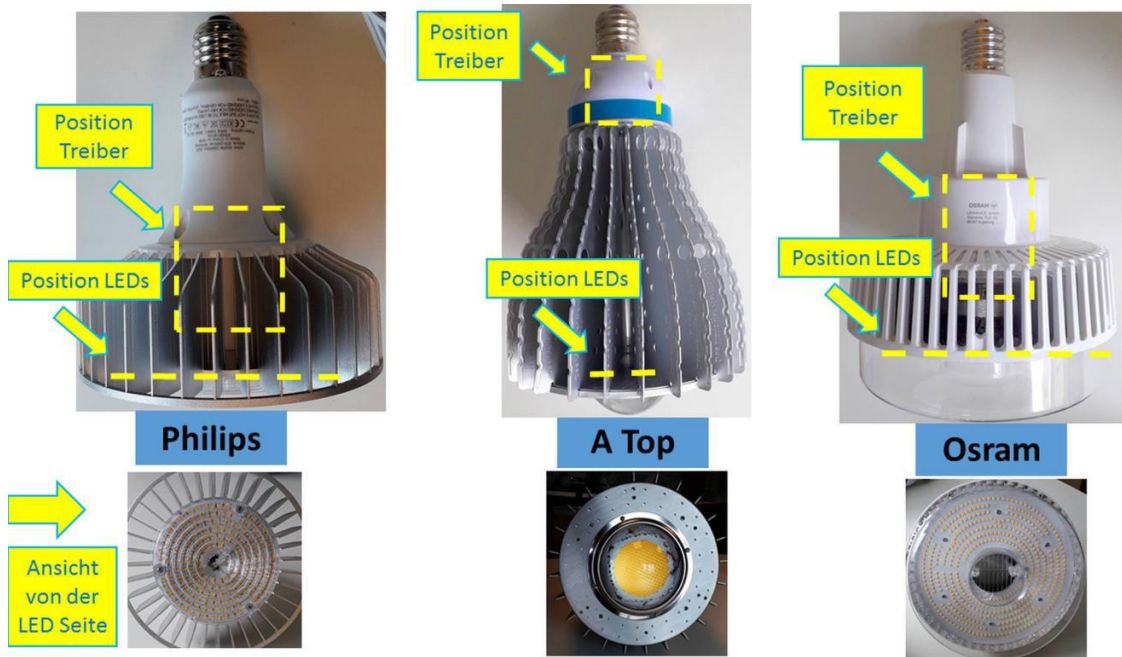 Position
Treiber
Position LEDs
Philips
Position
Treiber
Position LEDs
A Top
Position
Treiber
OSRAM
Position LEDs
Osram
Ansicht
von der
LED Seite